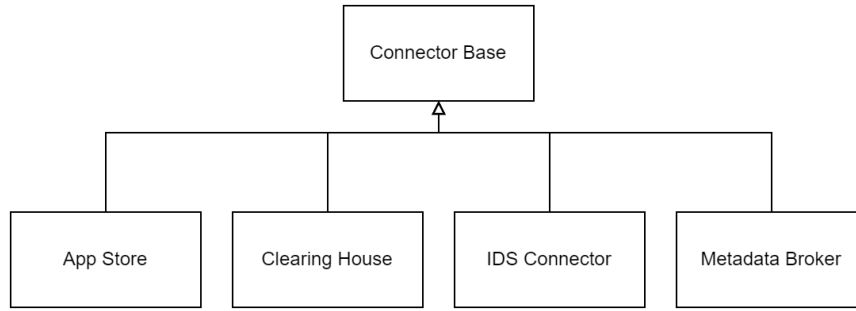 Connector Base
App Store
Clearing House
IDS Connector
Metadata Broker